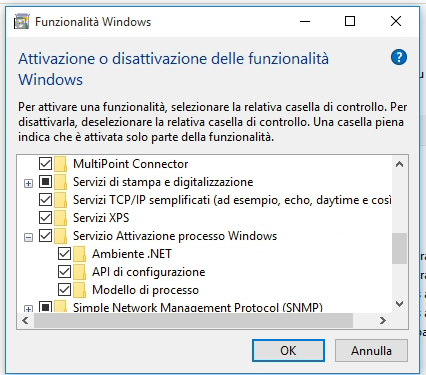 Funzionalità Windows
Attivazione o disattivazione delle funzionalità
Windows
Per attivare una funzionalità, selezionare la relativa casella di controllo. Per
disattivarla, deselezionare la relativa casella di controllo. Una casella piena
indica che è attivata solo parte della funzionalità.
MultiPoint Connector
Servizi di stampa e digitalizzazione
Servizi TCP/IP semplificati (ad esempio, echo, daytime e così
Servizi XPS
Servizio Attivazione processo Windows
Ambiente .NET
API di configurazione
Modello di processo
Simple Network Management Protocol (SNMP)
OK
Annulla